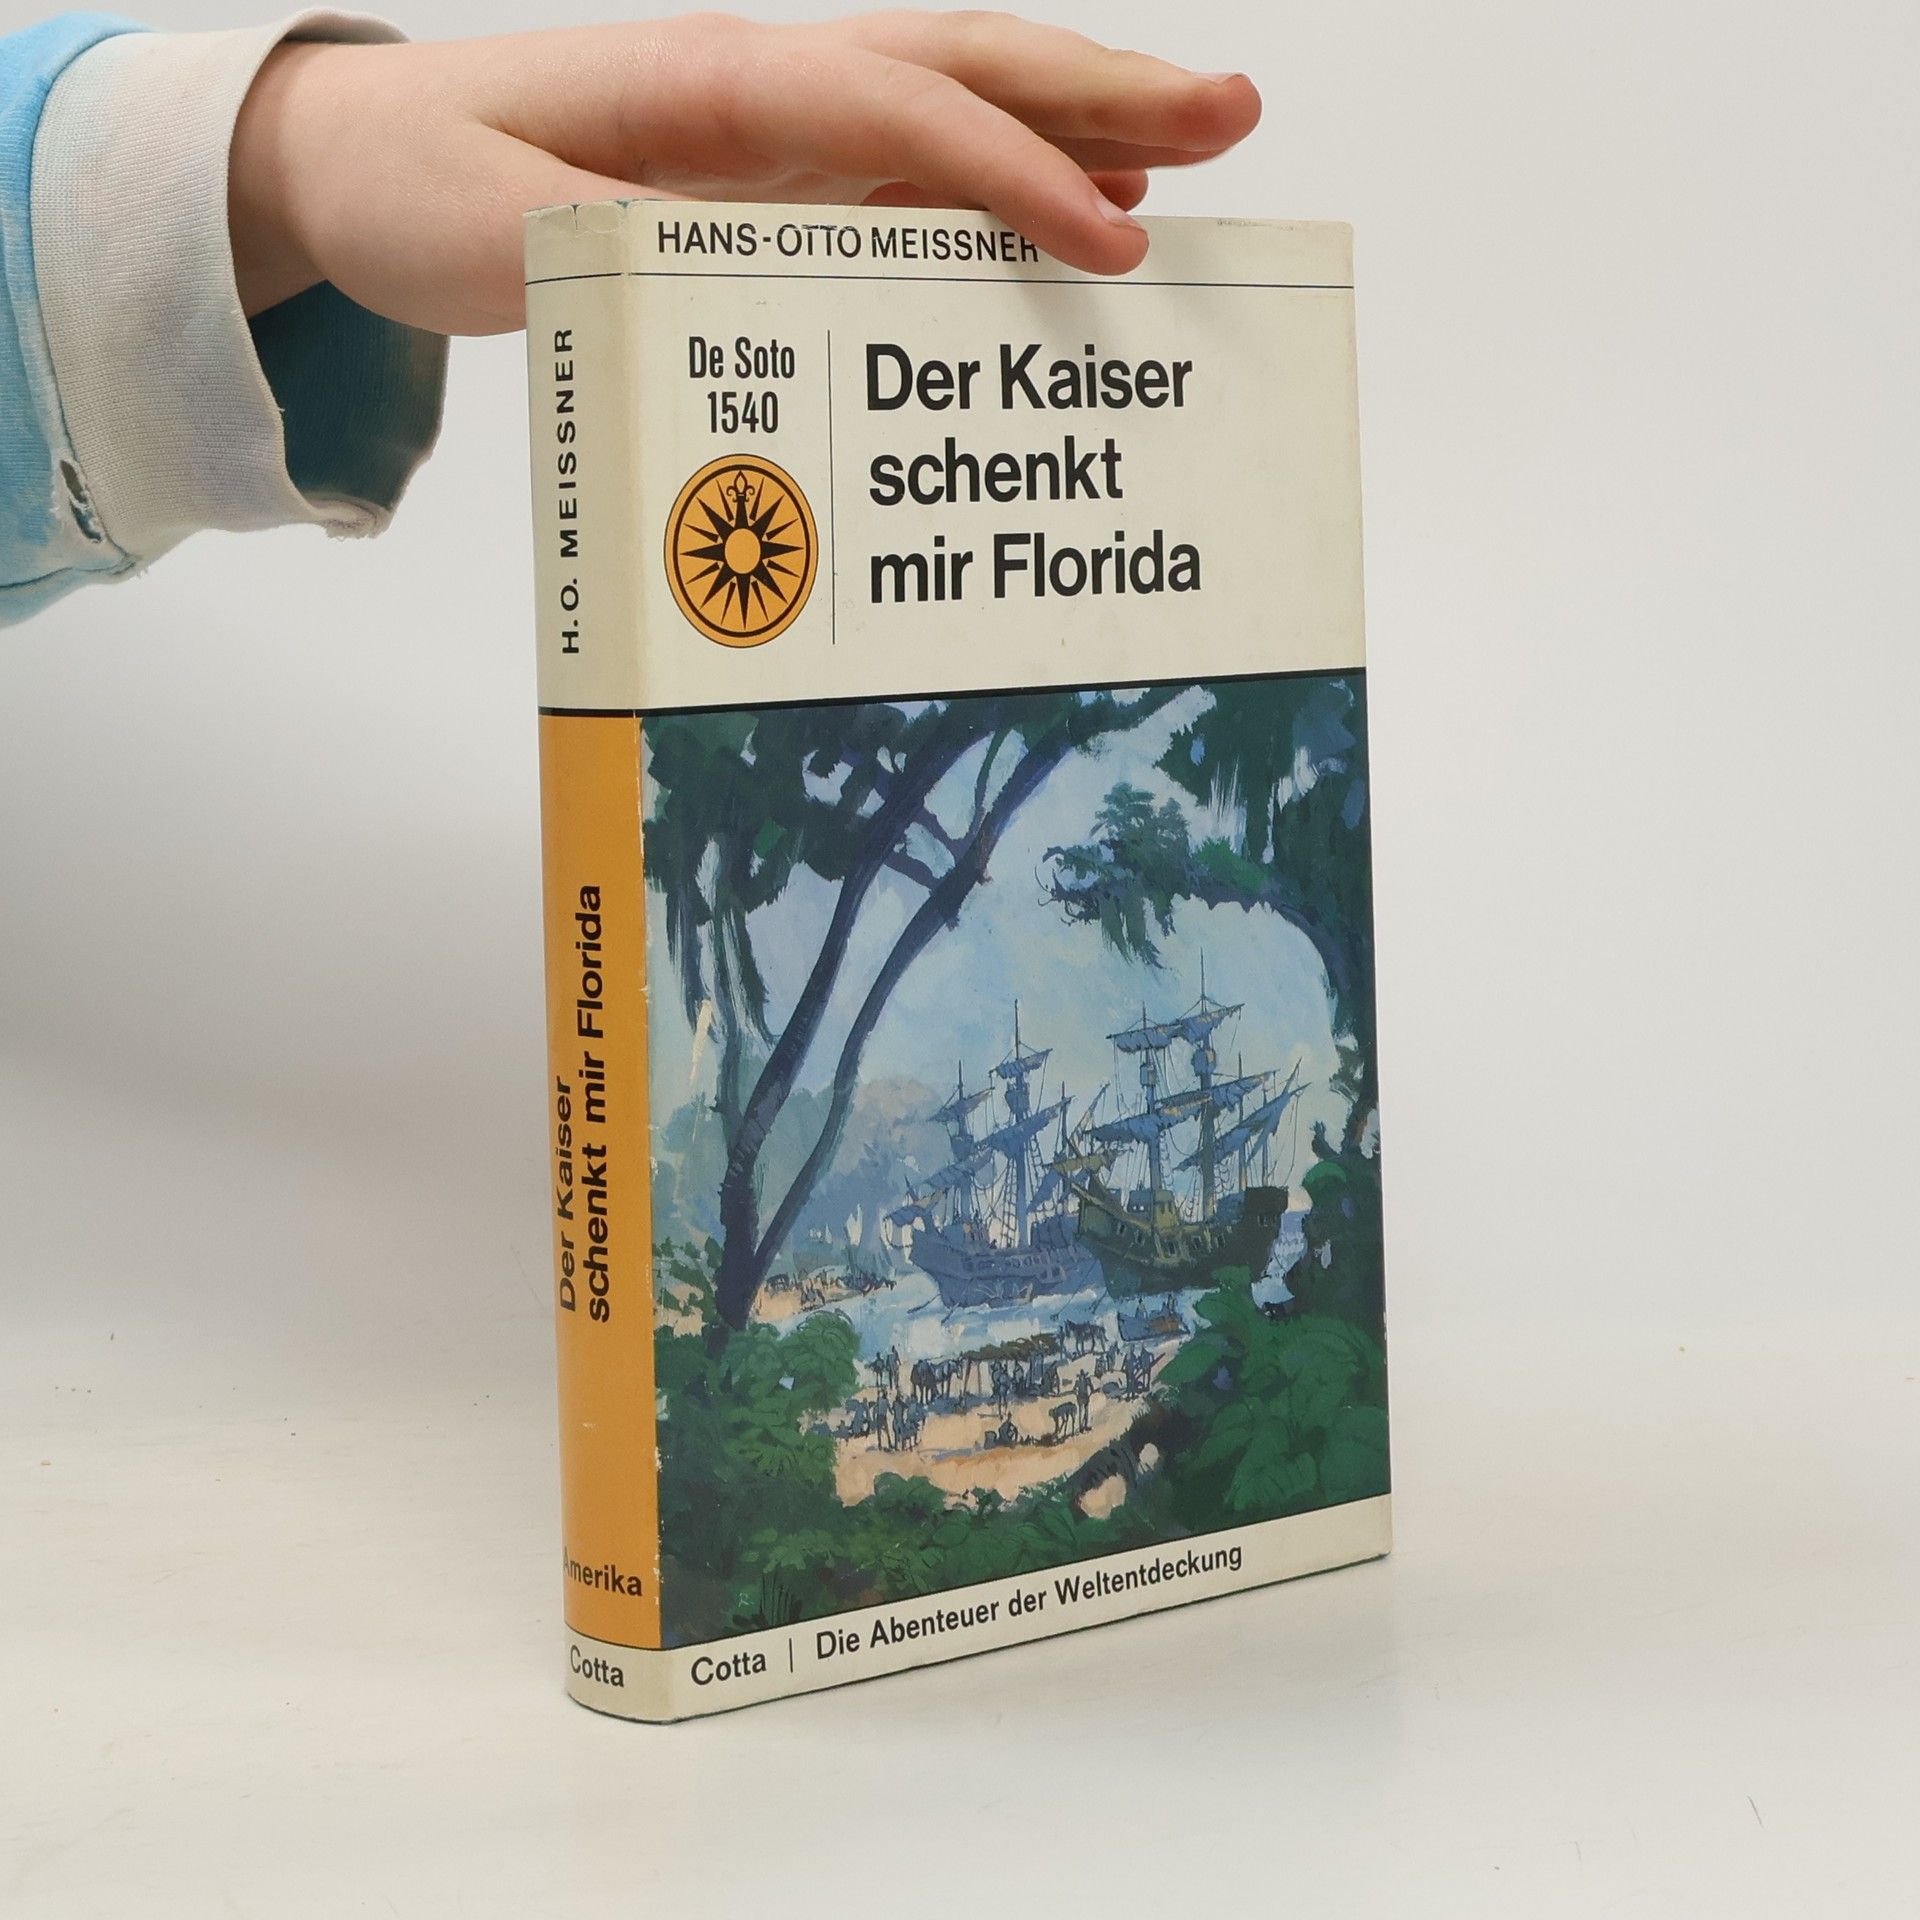 HANS-OTTO MEISSNER
De Soto
1540
Der Kaiser
schenkt
mir Florida
Cotta | Die Abenteuer der Weltentdeckung
H. O. MEISSNER
Der Kaiser
schenkt mir Florida
Amerika
Cotta